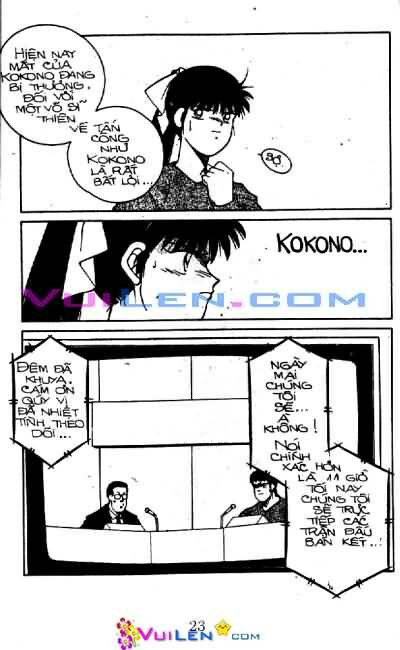 HIỆN NAY
MẮT CỦA
KOKONO ĐANG
BỊ THƯƠNG,
ĐỐI VỚI
MỘT VÕ SĨ
THIÊN
VỀ TẤN
CÔNG
NHƯ
KOKONO
LÀ RẤT
BẤT LỢI...
SỢ
KOKONO...
VUILEN.COM
ĐÊM ĐÃ
KHUYA.
CÁM ƠN
QÚY VỊ
ĐÃ NHIỆT
TÌNH THEO
DÕI...
NGÀY
MAI
CHÚNG
TÔI
SẼ...
À
KHÔNG!
NÓI
CHÍNH
XÁC HƠN
LÀ 11 GIỜ
TỐI NAY
CHÚNG TÔI
SẼ TRỰC
TIẾP CÁC
TRẬN ĐẤU
BÁN KẾT..!
23
VUILEN.COM